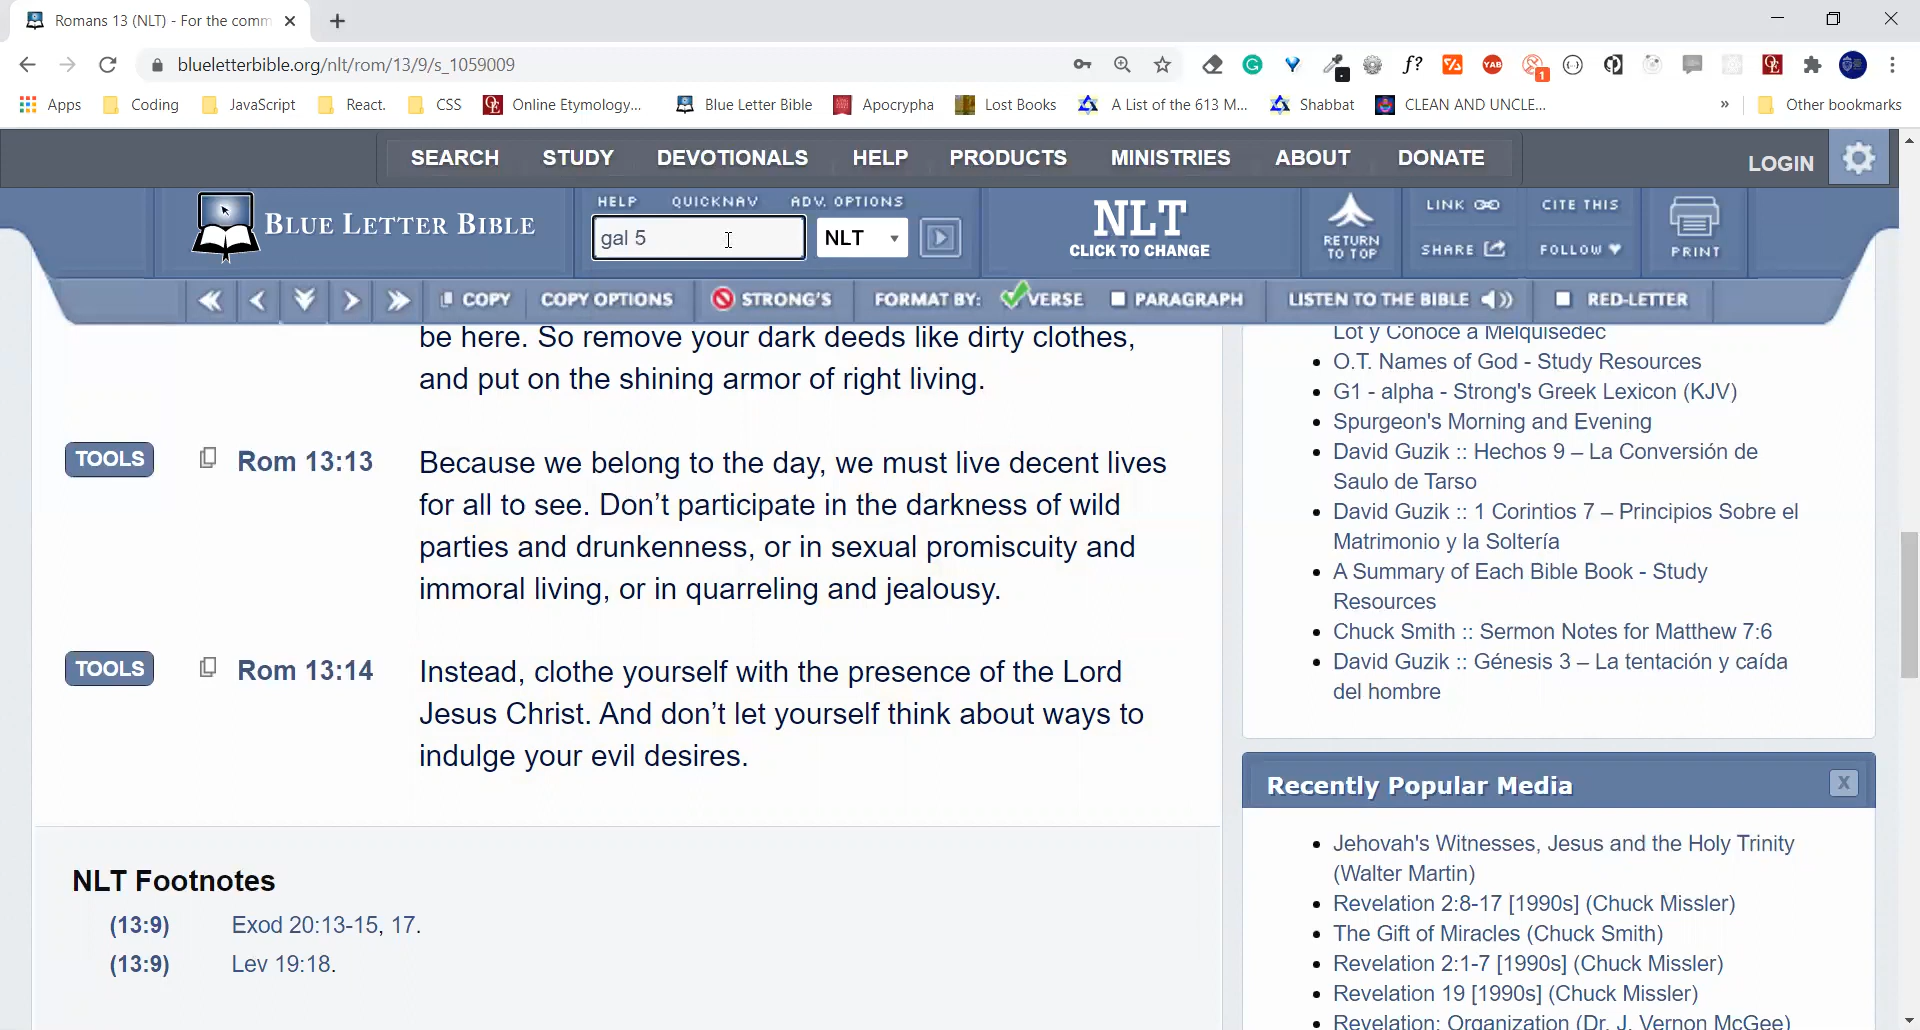 Romans 13 (NLT) - For the comm
blueletterbible.org/nlt/rom/13/9/s_1059009
Apps Coding JavaScript React. CSS Online Etymology... Blue Letter Bible Apocrypha Lost Books A List of the 613 M... Shabbat CLEAN AND UNCLE... » Other bookmarks
SEARCH STUDY DEVOTIONALS HELP PRODUCTS MINISTRIES ABOUT DONATE LOGIN
HELP QUICKNAV ADV. OPTIONS
BLUE LETTER BIBLE
gal 5
NLT
NLT
CLICK TO CHANGE
RETURN
TO TOP
LINK CITE THIS
SHARE FOLLOW
PRINT
COPY COPY OPTIONS STRONG'S FORMAT BY: VERSE PARAGRAPH LISTEN TO THE BIBLE RED-LETTER
be here. So remove your dark deeds like dirty clothes,
and put on the shining armor of right living.
TOOLS Rom 13:13 Because we belong to the day, we must live decent lives
for all to see. Don’t participate in the darkness of wild
parties and drunkenness, or in sexual promiscuity and
immoral living, or in quarreling and jealousy.
TOOLS Rom 13:14 Instead, clothe yourself with the presence of the Lord
Jesus Christ. And don’t let yourself think about ways to
indulge your evil desires.
NLT Footnotes
(13:9) Exod 20:13-15, 17.
(13:9) Lev 19:18.
Lot y Conoce a Melquisedec
O.T. Names of God - Study Resources
G1 - alpha - Strong's Greek Lexicon (KJV)
Spurgeon's Morning and Evening
David Guzik :: Hechos 9 – La Conversión de
Saulo de Tarso
David Guzik :: 1 Corintios 7 – Principios Sobre el
Matrimonio y la Soltería
A Summary of Each Bible Book - Study
Resources
Chuck Smith :: Sermon Notes for Matthew 7:6
David Guzik :: Génesis 3 – La tentación y caída
del hombre
Recently Popular Media X
Jehovah's Witnesses, Jesus and the Holy Trinity
(Walter Martin)
Revelation 2:8-17 [1990s] (Chuck Missler)
The Gift of Miracles (Chuck Smith)
Revelation 2:1-7 [1990s] (Chuck Missler)
Revelation 19 [1990s] (Chuck Missler)
Revelation: Organization (Dr. J. Vernon McGee)